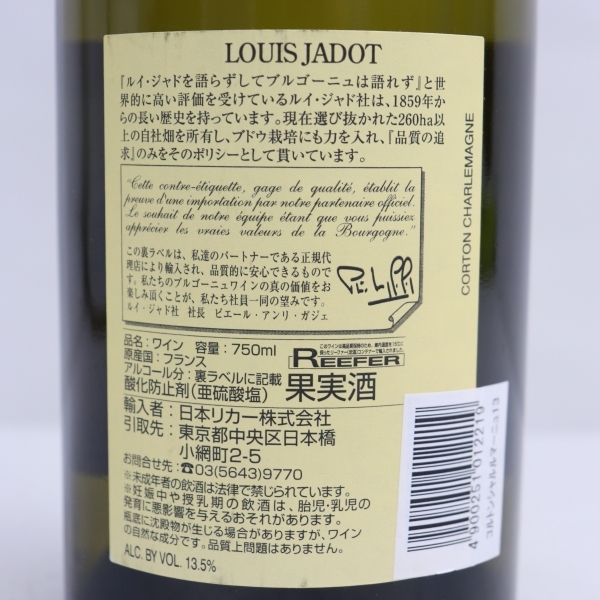 LOUIS JADOT
『ルイ・ジャドを語らずしてブルゴーニュは語れず』と世
界的に高い評価を受けているルイ・ジャド社は、1859年か
らの長い歴史を持っています。現在選び抜かれた260ha以
上の自社畑を所有し、ブドウ栽培にも力を入れ、『品質の追
求』のみをそのポリシーとして貫いています。
"Cette contre-étiquette, gage de qualité, établit la
preuve d'une importation par notre partenaire officiel.
Le souhait de notre équipe étant que vous puissiez
apprécier les vraies valeurs de la Bourgogne."
この裏ラベルは、私達のパートナーである正規代
理店により輸入され、品質的に安心できるもので
す。私たちのブルゴーニュワインの真の価値をお
楽しみ頂くことが、私たち社員一同の望みです。
ルイ・ジャド社 社長 ピエール・アンリ・ガジェ
品名：ワイン 容量：750ml
原産国：フランス
アルコール分：裏ラベルに記載
酸化防止剤(亜硫酸塩)
REEFER
果実酒
輸入者：日本リカー株式会社
引取先：東京都中央区日本橋
小網町2-5
お問合せ先：☎03(5643)9770
※未成年者の飲酒は法律で禁じられています。
※妊娠中や授乳期の飲酒は、胎児・乳児の
発育に悪影響を与えるおそれがあります。
瓶底に沈殿物が生じる事がありますが、ワイン
の自然な成分です。品質上問題はありません。
ALC. BY VOL. 13.5%
CORTON CHARLEMAGNE
4 900251 012219
コルトンシャルルマーニュ13